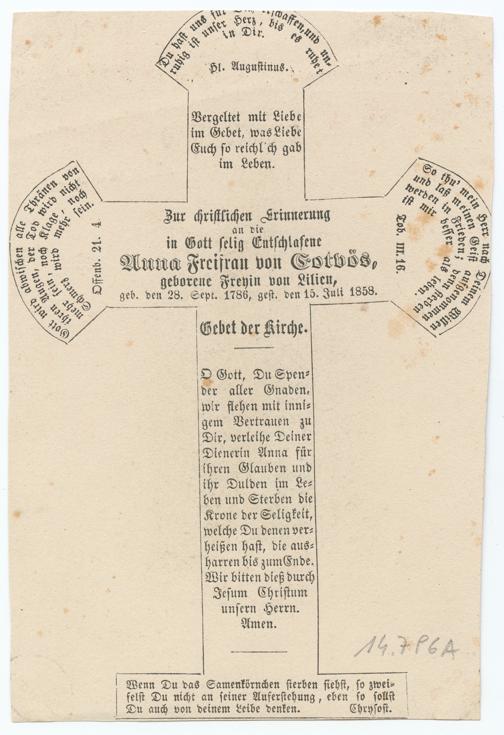 Du hast uns für Dich erschaffen, und un-
ruhig ist unser Herz, bis es ruhet
in Dir.
Hl. Augustinus.
Vergeltet mit Liebe
im Gebet, was Liebe
Euch so reichlich gab
im Leben.
Gott wird abwischen alle Thränen von
ihren Augen, der Tod wird nicht
mehr sein, noch Klage, noch
Schmerz wird mehr sein.
Offenb. 21. 4.
Zur christlichen Erinnerung
an die
in Gott selig Entschlafene
Anna Freifrau von Eotvös,
geborene Freyin von Lilien,
geb. den 28. Sept. 1786, gest. den 15. Juli 1858.
So thu' mein Herr nach Deinem Willen
und laß meinen Geist aufgenommen
werden in Frieden; denn sterben
ist mir besser als leben.
Tob. III. 16.
Gebet der Kirche.
O Gott, Du Spen-
der aller Gnaden,
wir flehen mit inni-
gem Vertrauen zu
Dir, verleihe Deiner
Dienerin Anna für
ihren Glauben und
ihr Dulden im Le-
ben und Sterben die
Krone der Seligkeit,
welche Du denen ver-
heißen hast, die aus-
harren bis zum Ende.
Wir bitten dieß durch
Jesum Christum
unsern Herrn.
Amen.
14.796A
Wenn Du das Samenkörnchen sterben siehst, so zwei-
felst Du nicht an seiner Auferstehung, eben so sollst
Du auch von deinem Leibe denken. Chrysost.